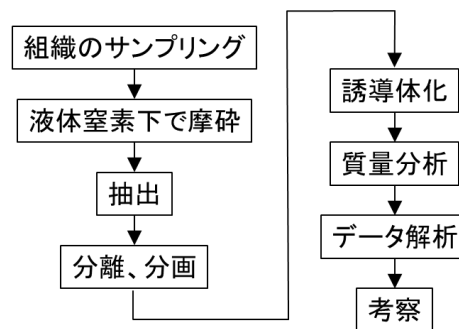 組織のサンプリング
液体窒素下で摩砕
抽出
分離、分画
誘導体化
質量分析
データ解析
考察